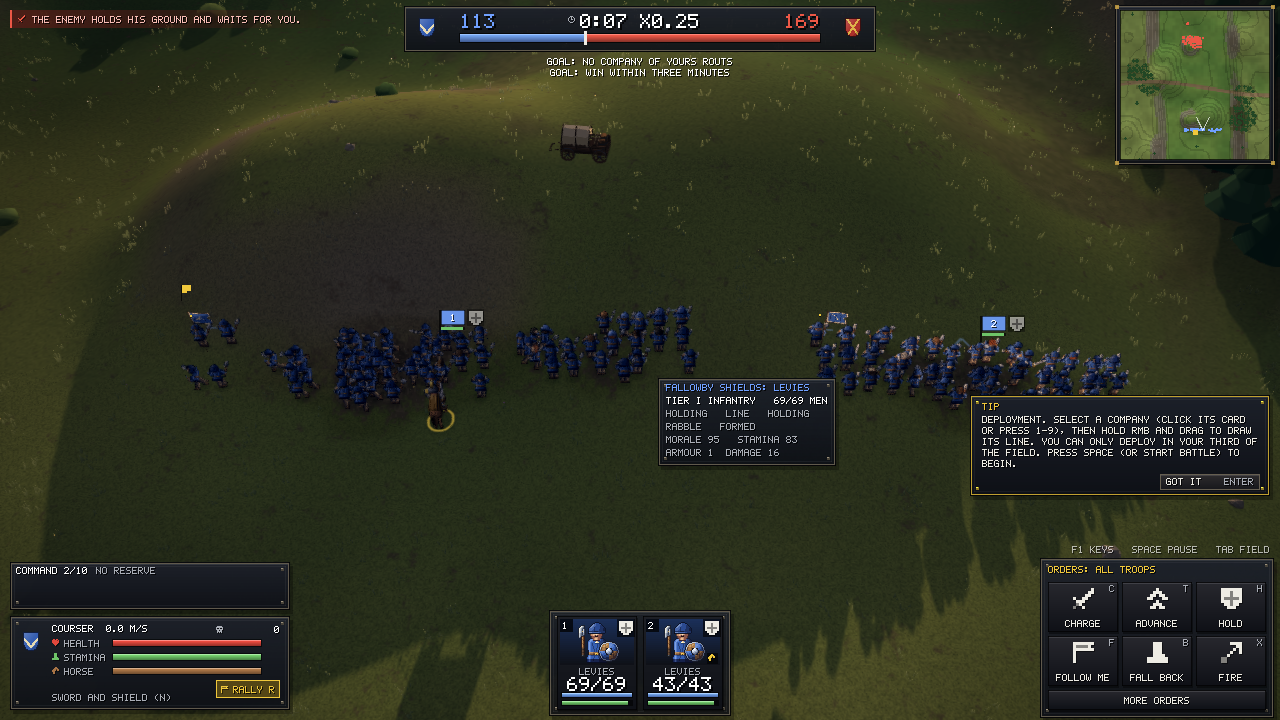 ✓ THE ENEMY HOLDS HIS GROUND AND WAITS FOR YOU.
113 0:07 X0.25 169
GOAL: NO COMPANY OF YOURS ROUTS
GOAL: WIN WITHIN THREE MINUTES
1
2
FALLOWBY SHIELDS: LEVIES
TIER I INFANTRY 69/69 MEN
HOLDING LINE HOLDING
RABBLE FORMED
MORALE 95 STAMINA 83
ARMOUR 1 DAMAGE 16
TIP
DEPLOYMENT. SELECT A COMPANY (CLICK ITS CARD
OR PRESS 1-9), THEN HOLD RMB AND DRAG TO DRAW
ITS LINE. YOU CAN ONLY DEPLOY IN YOUR THIRD OF
THE FIELD. PRESS SPACE (OR START BATTLE) TO
BEGIN.
GOT IT ENTER
F1 KEYS SPACE PAUSE TAB FIELD
COMMAND 2/10 NO RESERVE
COURSER 0.0 M/S 0
HEALTH
STAMINA
HORSE
SWORD AND SHIELD (N)
RALLY R
1
LEVIES
69/69
2
LEVIES
43/43
ORDERS: ALL TROOPS
C
CHARGE
T
ADVANCE
H
HOLD
F
FOLLOW ME
B
FALL BACK
X
FIRE
MORE ORDERS